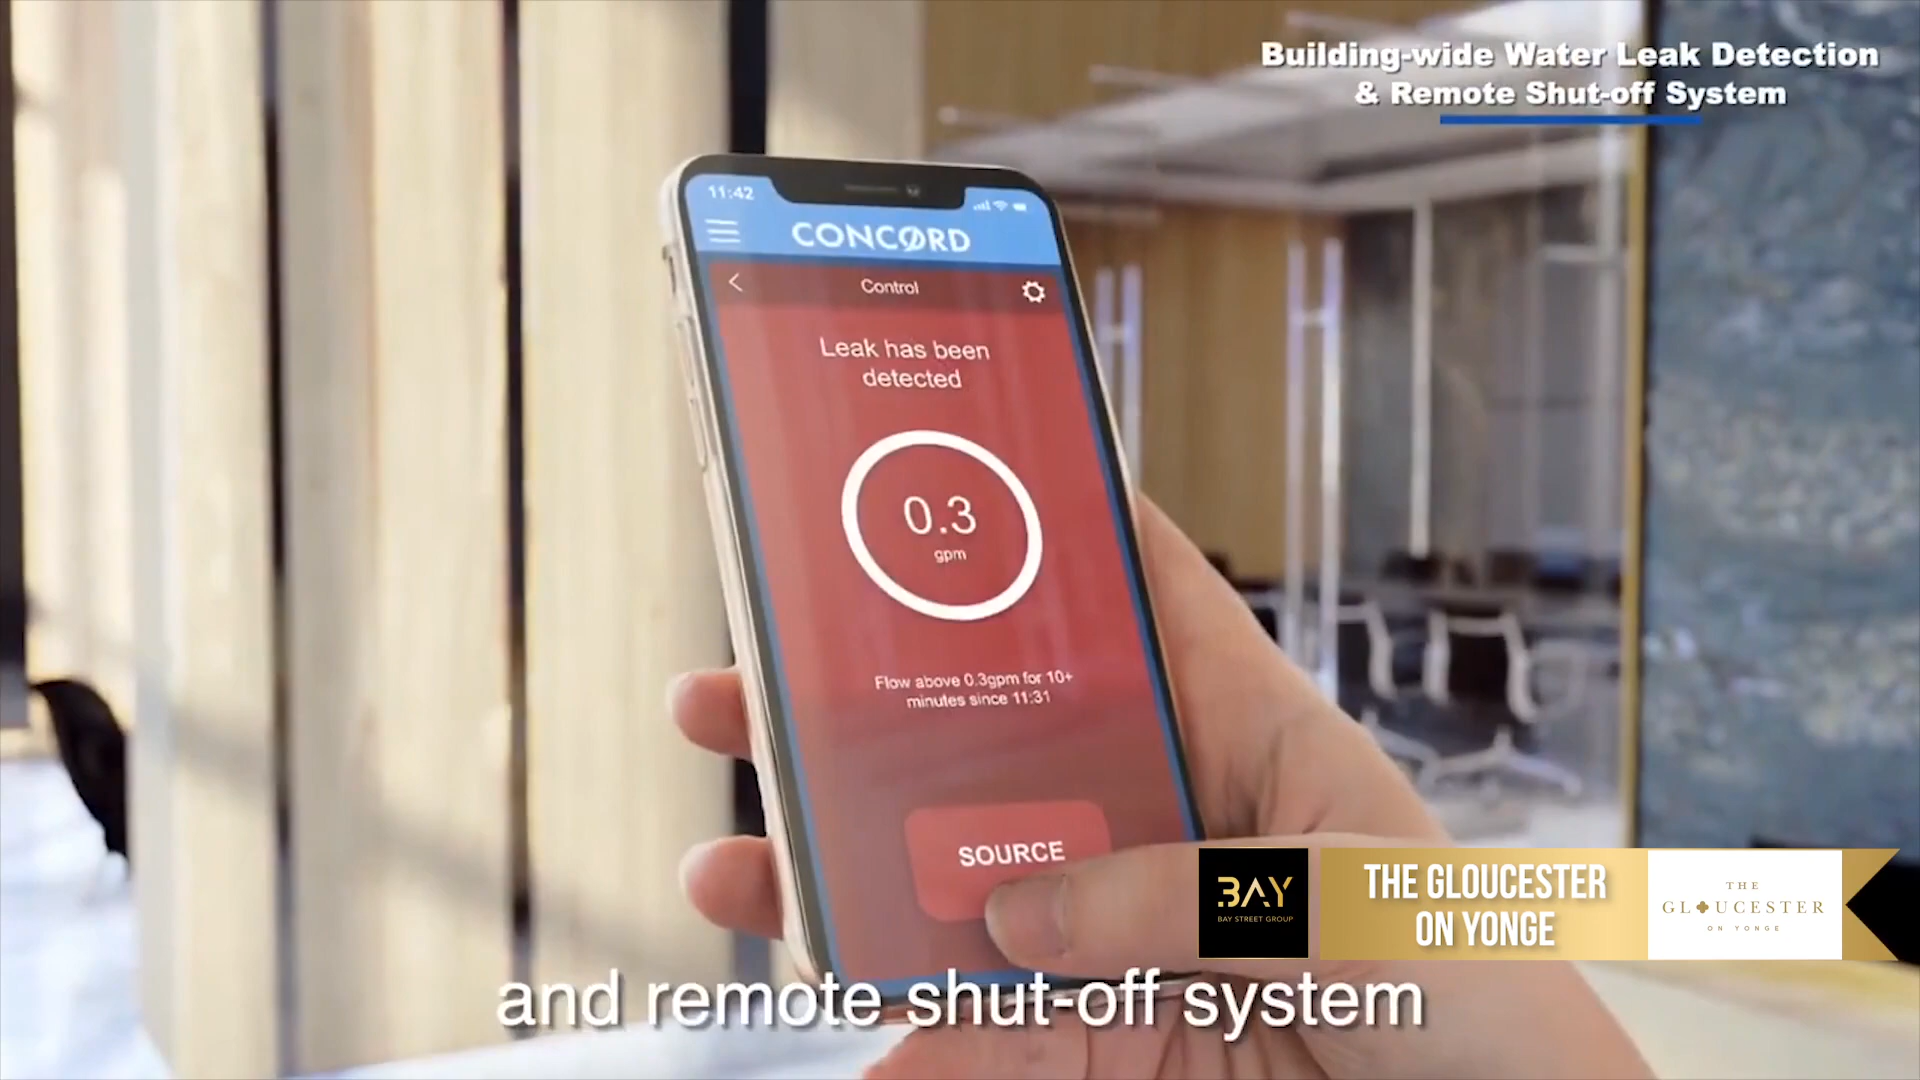 Building-wide Water Leak Detection
& Remote Shut-off System
11:42
CONCØRD
Control
Leak has been
detected
0.3
gpm
Flow above 0.3gpm for 10+
minutes since 11:31
SOURCE
BAY
BAY STREET GROUP
THE GLOUCESTER
ON YONGE
THE
GLOUCESTER
ON YONGE
and remote shut-off system